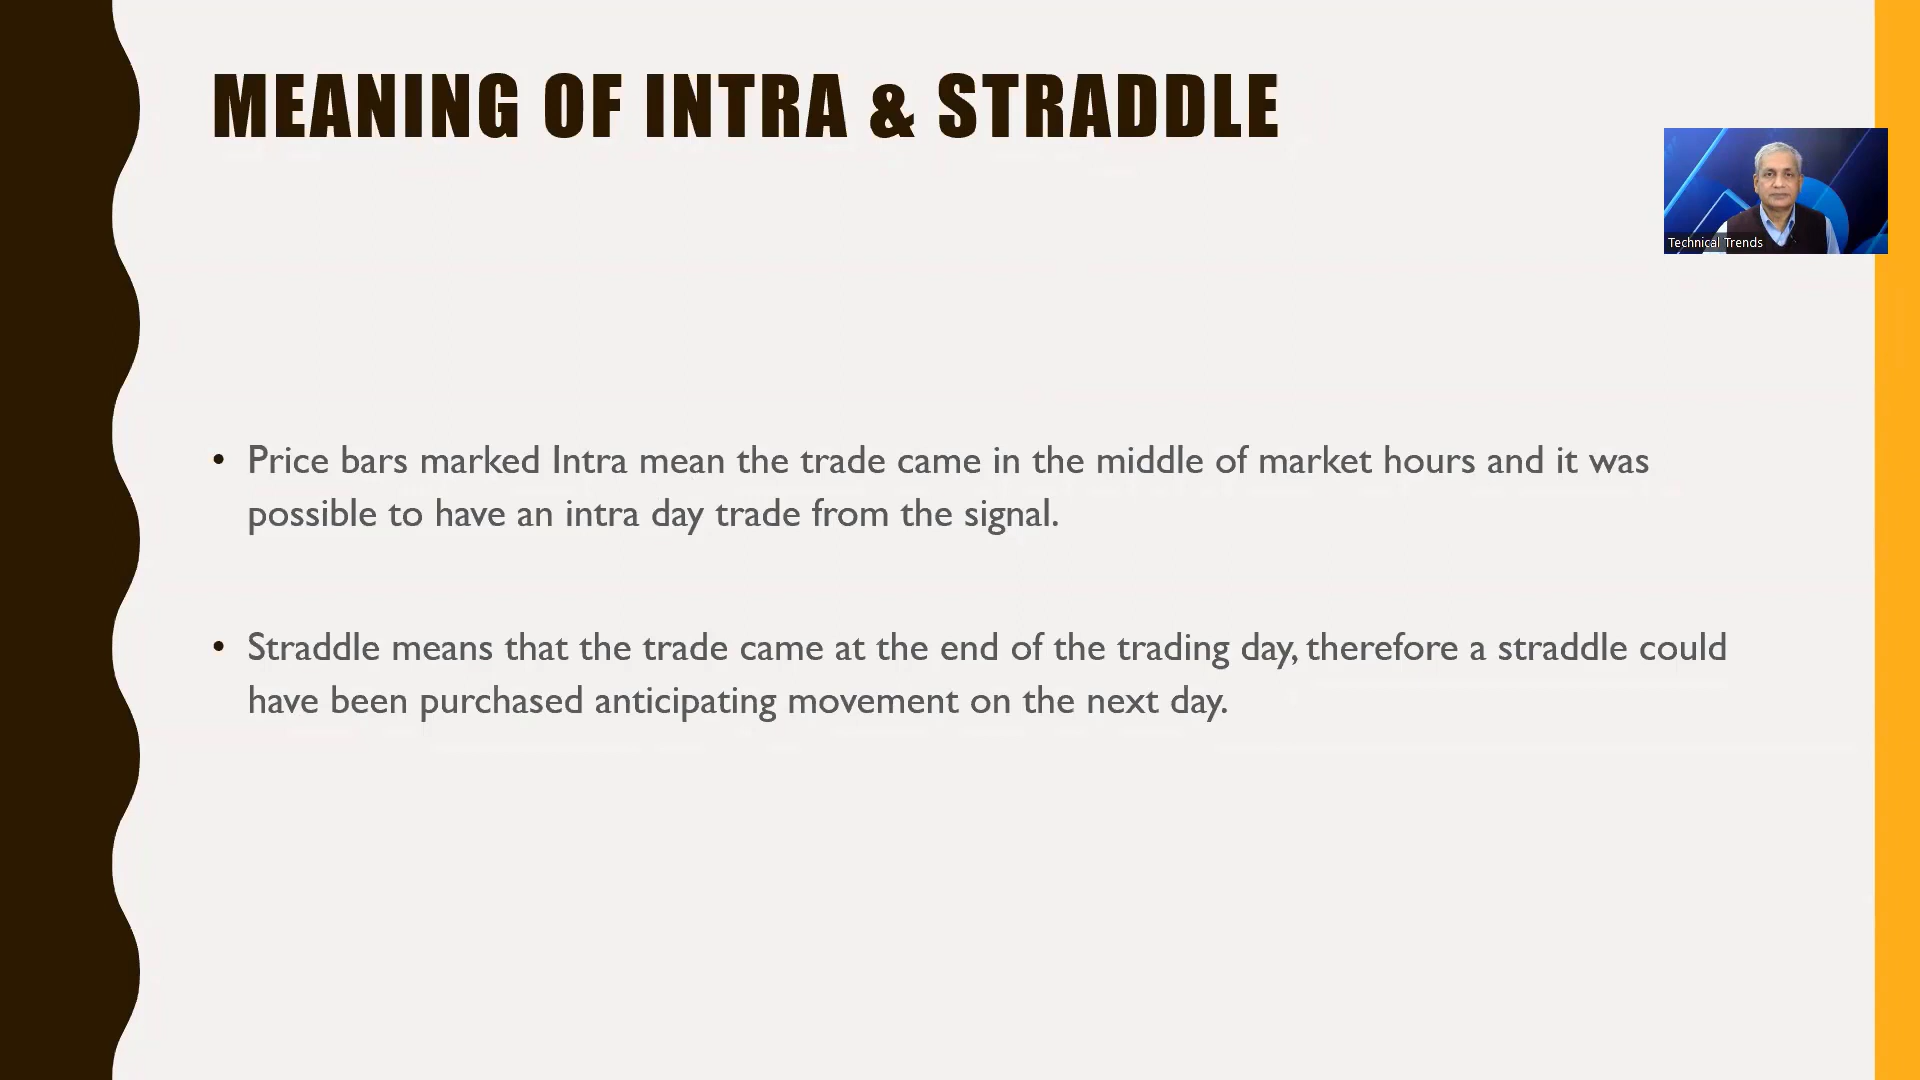 MEANING OF INTRA & STRADDLE
Technical Trends
• Price bars marked Intra mean the trade came in the middle of market hours and it was
possible to have an intra day trade from the signal.
• Straddle means that the trade came at the end of the trading day, therefore a straddle could
have been purchased anticipating movement on the next day.